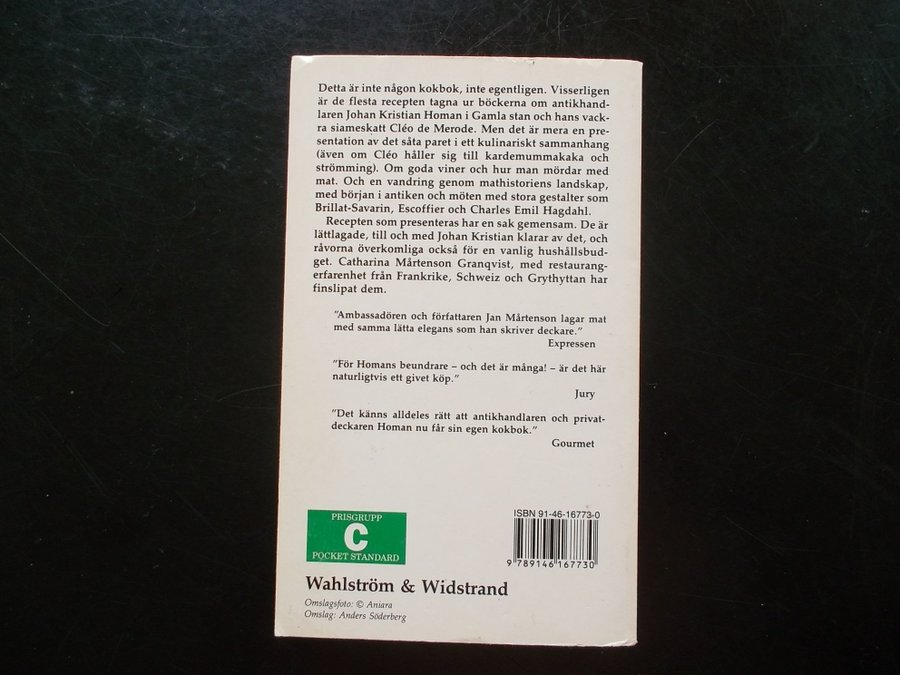 Detta är inte någon kokbok, inte egentligen. Visserligen
är de flesta recepten tagna ur böckerna om antikhand-
laren Johan Kristian Homan i Gamla stan och hans vack-
ra siameskatt Cléo de Merode. Men det är mera en pre-
sentation av det såta paret i ett kulinariskt sammanhang
(även om Cléo håller sig till kardemummakaka och
strömming). Om goda viner och hur man mördar med
mat. Och en vandring genom mathistoriens landskap,
med början i antiken och möten med stora gestalter som
Brillat-Savarin, Escoffier och Charles Emil Hagdahl.
Recepten som presenteras har en sak gemensam. De är
lättlagade, till och med Johan Kristian klarar av det, och
råvorna överkomliga också för en vanlig hushållsbud-
get. Catharina Mårtenson Granqvist, med restaurang-
erfarenhet från Frankrike, Schweiz och Grythyttan har
finslipat dem.
"Ambassadören och författaren Jan Mårtenson lagar mat
med samma lätta elegans som han skriver deckare."
Expressen
"För Homans beundrare – och det är många! – är det här
naturligtvis ett givet köp."
Jury
"Det känns alldeles rätt att antikhandlaren och privat-
deckaren Homan nu får sin egen kokbok."
Gourmet
PRISGRUPP
C
POCKET STANDARD
ISBN 91-46-16773-0
9 789146 167730
Wahlström & Widstrand
Omslagsfoto: © Aniara
Omslag: Anders Söderberg